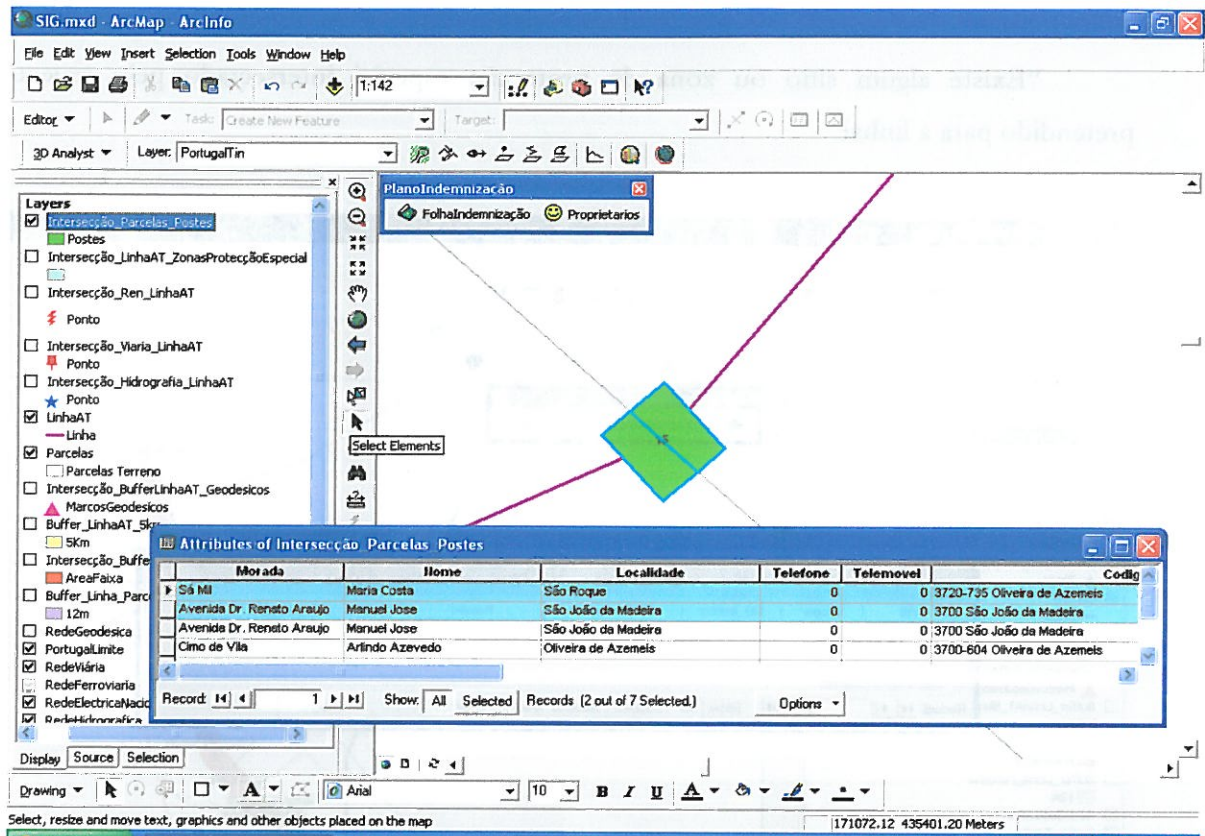 SIG.mxd - ArcMap - ArcInfo
File Edit View Insert Selection Tools Window Help
1:142
Editor Task: Create New Feature Target:
3D Analyst Layer: PortugalTin
Layers
Intersecção_Parcelas_Postes
Postes
Intersecção_LinhaAT_ZonasProtecçãoEspecial
Intersecção_Ren_LinhaAT
Ponto
Intersecção_Viaria_LinhaAT
Ponto
Intersecção_Hidrografia_LinhaAT
Ponto
LinhaAT
Linha
Parcelas
Parcelas Terreno
Intersecção_BufferLinhaAT_Geodesicos
MarcosGeodesicos
Buffer_LinhaAT_5km
5Km
Intersecção_Buffe
AreaFaixa
Buffer_Linha_Parc
12m
RedeGeodesica
PortugalLimite
RedeViária
RedeFerroviaria
RedeElectricaNacio
RedeHidrografica
Display Source Selection
PlanoIndemnização
FolhaIndemnização Proprietarios
Select Elements
15
Attributes of Intersecção_Parcelas_Postes
Morada Nome Localidade Telefone Telemovel Codig
Sá Mil Maria Costa São Roque 0 0 3720-735 Oliveira de Azemeis
Avenida Dr. Renato Araujo Manuel Jose São João da Madeira 0 0 3700 São João da Madeira
Avenida Dr. Renato Araujo Manuel Jose São João da Madeira 0 0 3700 São João da Madeira
Cimo de Vila Arlindo Azevedo Oliveira de Azemeis 0 0 3700-604 Oliveira de Azemeis
Record: 1 Show: All Selected Records (2 out of 7 Selected.) Options
Drawing A Arial 10 B I U A
Select, resize and move text, graphics and other objects placed on the map 171072.12 435401.20 Meters